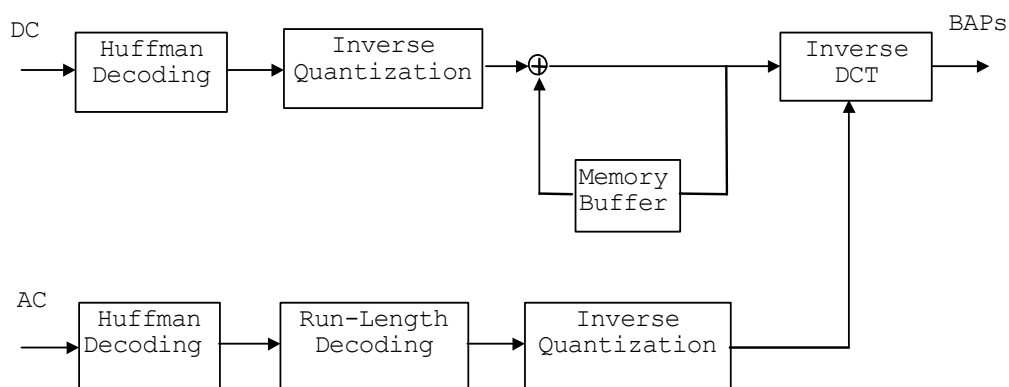 DC
Huffman
Decoding
Inverse
Quantization
Inverse
DCT
BAPs
Memory
Buffer
AC
Huffman
Decoding
Run-Length
Decoding
Inverse
Quantization